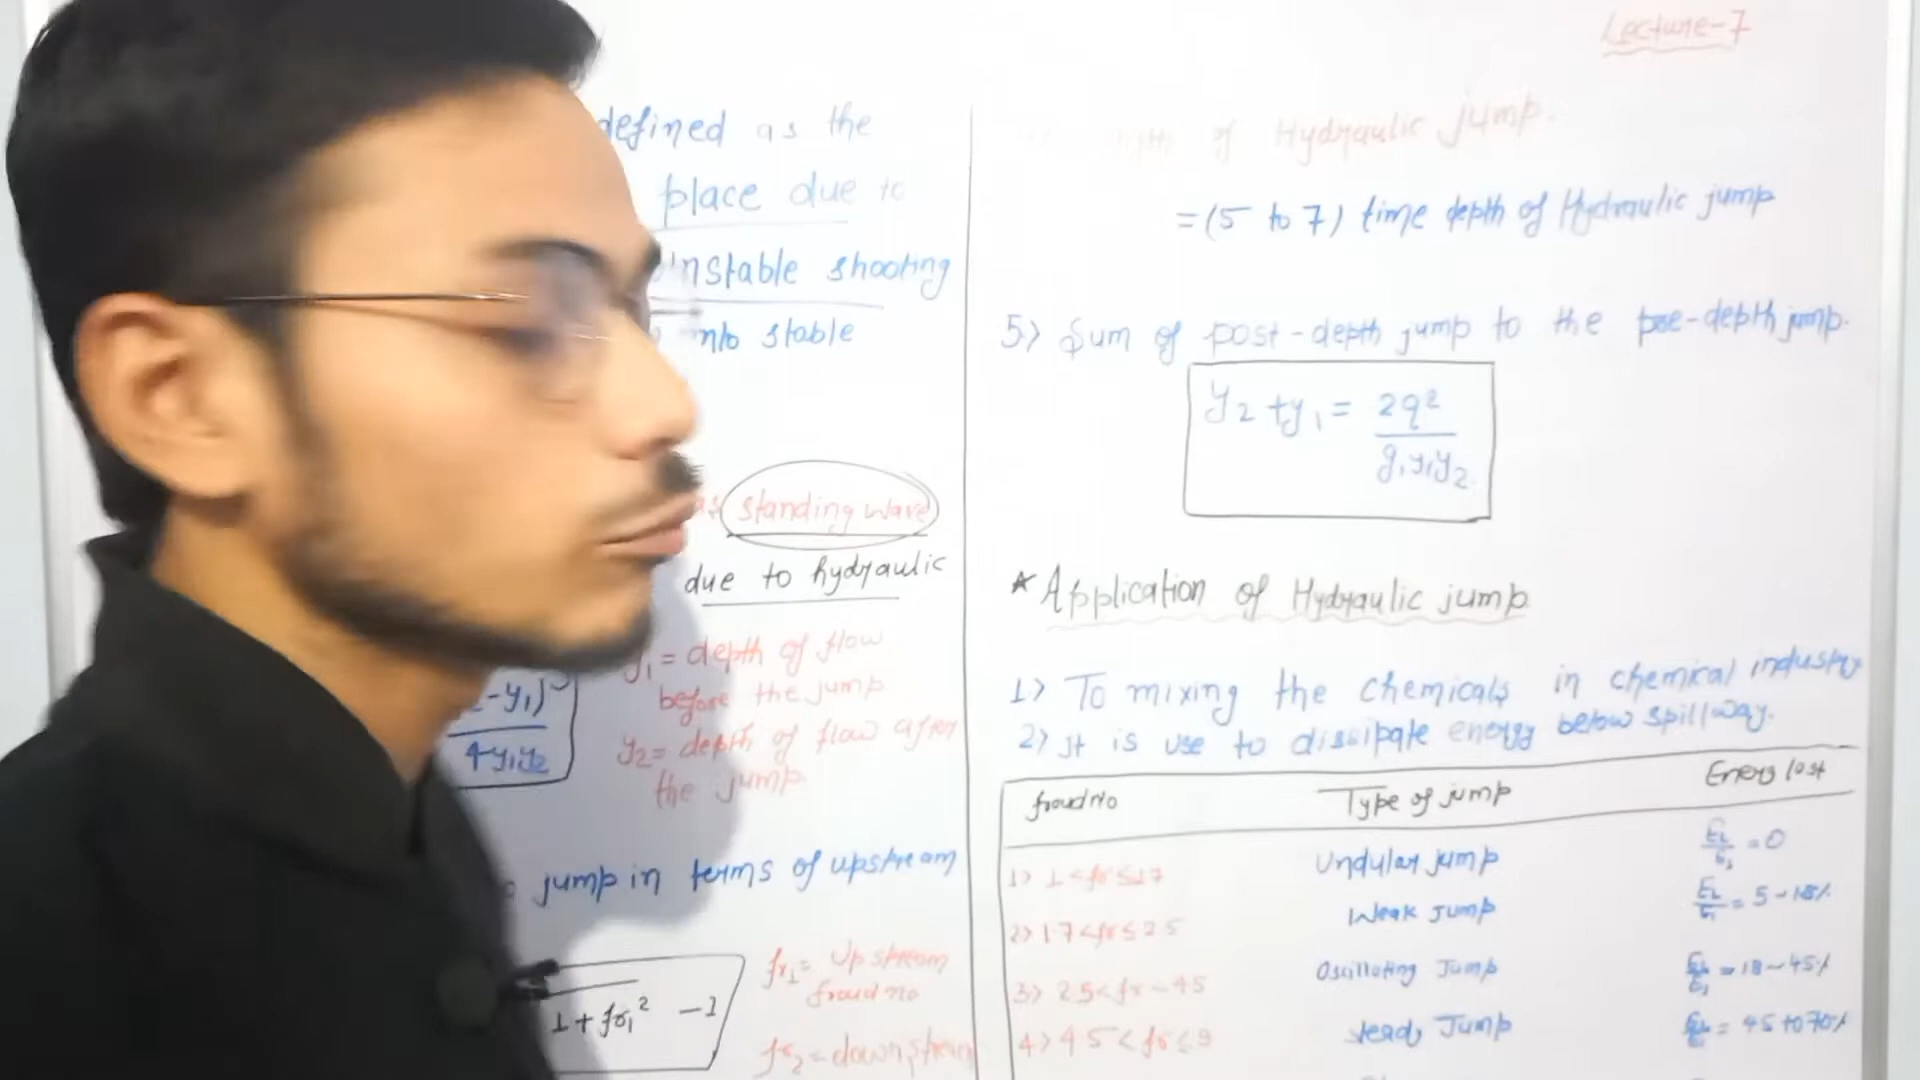 Lecture-7
defined as the
place due to
unstable shooting
into stable
as standing wave
due to hydraulic
-y₁)³
4y₁y₂
y₁ = depth of flow
before the jump
y₂ = depth of flow after
the jump.
jump in terms of upstream
1 + fr₁² - 1
fr₁ = Upstream
froud no
fr₂ = downstream
of Hydraulic jump.
= (5 to 7) time depth of Hydraulic jump
5) Sum of post-depth jump to the pre-depth jump.
y₂ + y₁ = 2q²
g.y₁y₂
* Application of Hydraulic jump
1) To mixing the chemicals in chemical industry
2) It is use to dissipate energy below spillway.
froud no Type of jump Energy lost
1) 1 < fr ≤ 1.7 Undular jump EL/E₁ = 0
2) 1.7 < fr ≤ 2.5 Weak Jump EL/E₁ = 5-18%
3) 2.5 < fr - 4.5 Oscillating Jump EL/E₁ = 18-45%
4) 4.5 < fr ≤ 9 steady Jump EL/E₁ = 45 to 70%